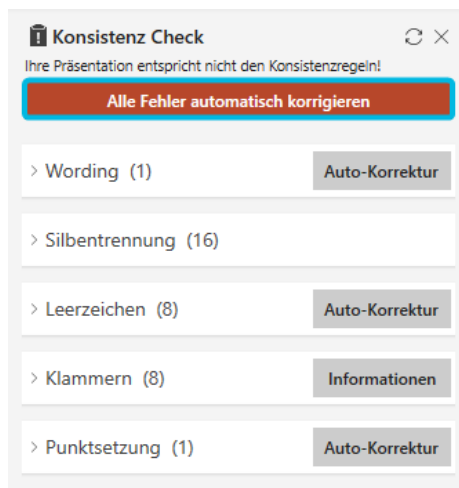 Konsistenz Check
Ihre Präsentation entspricht nicht den Konsistenzregeln!
Alle Fehler automatisch korrigieren
Wording (1) Auto-Korrektur
Silbentrennung (16)
Leerzeichen (8) Auto-Korrektur
Klammern (8) Informationen
Punktsetzung (1) Auto-Korrektur